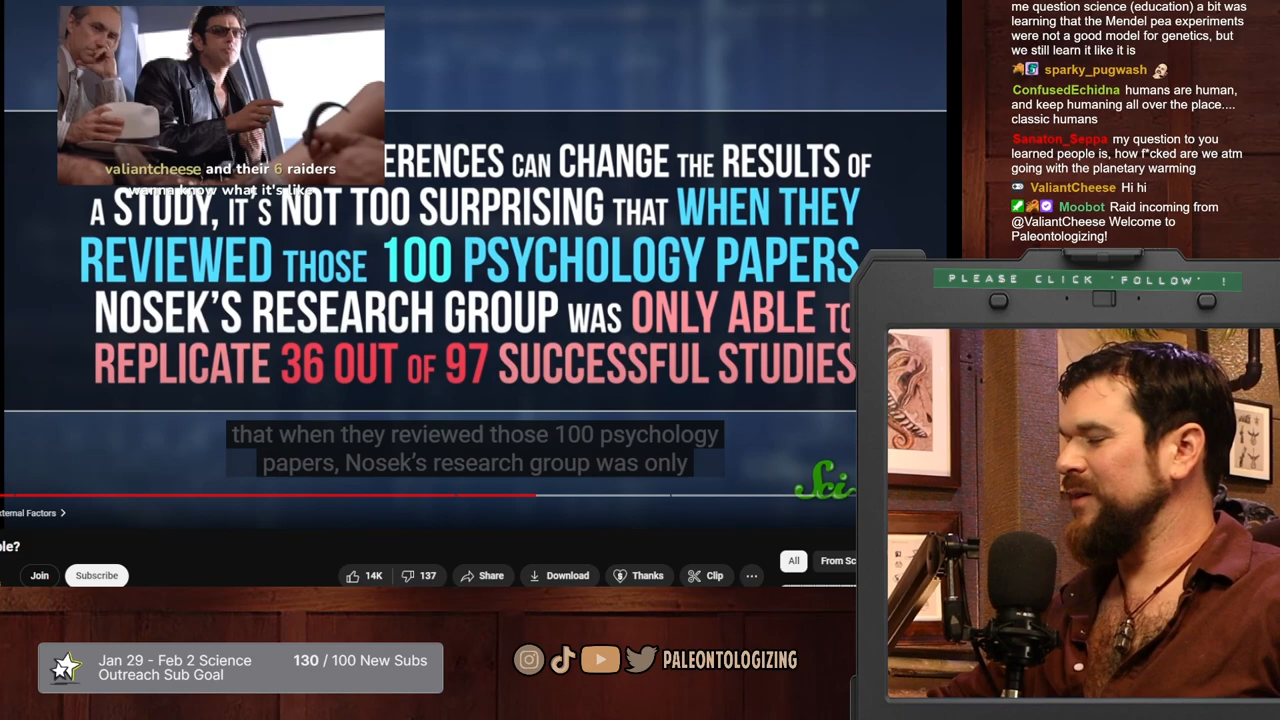 valiantcheese and their 6 raiders
wanna know what it's like
ERENCES CAN CHANGE THE RESULTS OF
A STUDY, IT'S NOT TOO SURPRISING THAT WHEN THEY
REVIEWED THOSE 100 PSYCHOLOGY PAPERS
NOSEK'S RESEARCH GROUP WAS ONLY ABLE TO
REPLICATE 36 OUT OF 97 SUCCESSFUL STUDIES
that when they reviewed those 100 psychology
papers, Nosek's research group was only
Sci
xternal Factors >
ple?
Join Subscribe 14K 137 Share Download Thanks Clip ...
All From Sc
me question science (education) a bit was
learning that the Mendel pea experiments
were not a good model for genetics, but
we still learn it like it is
sparky_pugwash
ConfusedEchidna humans are human,
and keep humaning all over the place....
classic humans
Sanaton_Seppa my question to you
learned people is, how f*cked are we atm
going with the planetary warming
ValiantCheese Hi hi
Moobot Raid incoming from
@ValiantCheese Welcome to
Paleontologizing!
PLEASE CLICK 'FOLLOW' !
Jan 29 - Feb 2 Science 130 / 100 New Subs
Outreach Sub Goal
PALEONTOLOGIZING